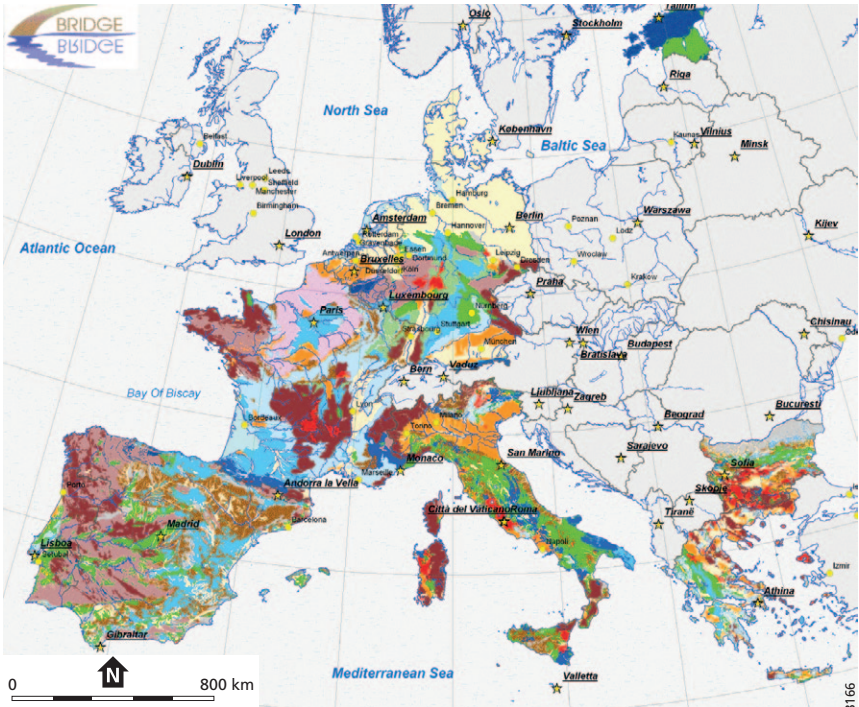 BRIDGE
BRIDGE
Oslo
Stockholm
Tallinn
Riga
North Sea
København
Baltic Sea
Kaunas
Vilnius
Minsk
Belfast
Dublin
Leeds
Liverpool
Sheffield
Manchester
Birmingham
London
Hamburg
Bremen
Amsterdam
Hannover
Berlin
Poznan
Warszawa
Lodz
Kijev
Atlantic Ocean
Rotterdam
Antwerpen
Essen
Dortmund
Bruxelles
Düsseldorf
Köln
Leipzig
Dresden
Wroclaw
Krakow
Praha
Luxembourg
Nürnberg
Paris
Strasbourg
Stuttgart
München
Wien
Bratislava
Budapest
Chisinau
Bay Of Biscay
Bern
Vaduz
Lyon
Bordeaux
Milano
Torino
Ljubljana
Zagreb
Beograd
Bucuresti
Marseille
Monaco
San Marino
Sarajevo
Sofia
Skopje
Andorra la Vella
Porto
Madrid
Barcelona
Città del Vaticano
Roma
Napoli
Tiranë
Lisboa
Setubal
Izmir
Athina
Gibraltar
Mediterranean Sea
Valletta
N
0 800 km